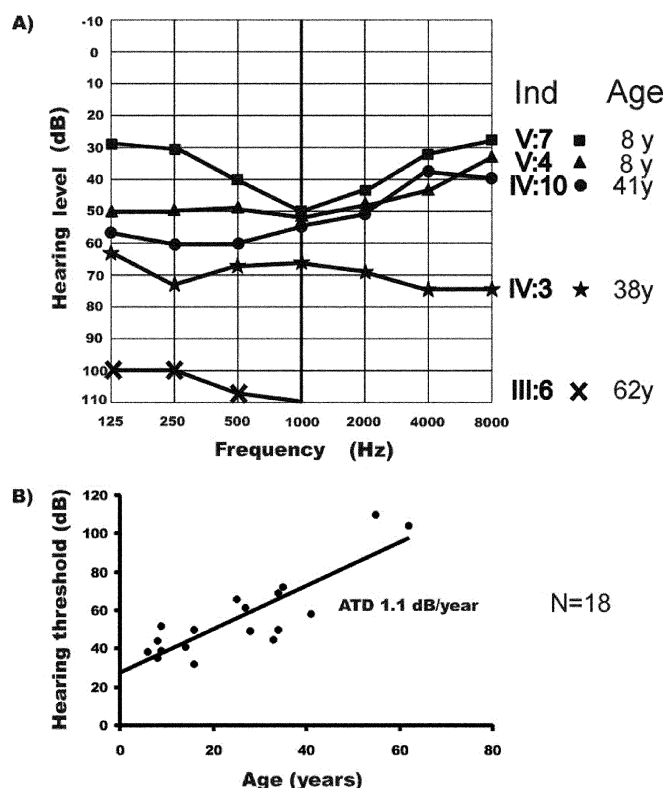 A)
-10
0
10
20
30
40
50
60
70
80
90
100
110
Hearing level (dB)
125 250 500 1000 2000 4000 8000
Frequency (Hz)
Ind Age
V:7 8 y
V:4 8 y
IV:10 41y
IV:3 38y
III:6 62y
B)
120
100
80
60
40
20
0
Hearing threshold (dB)
ATD 1.1 dB/year
N=18
0 20 40 60 80
Age (years)